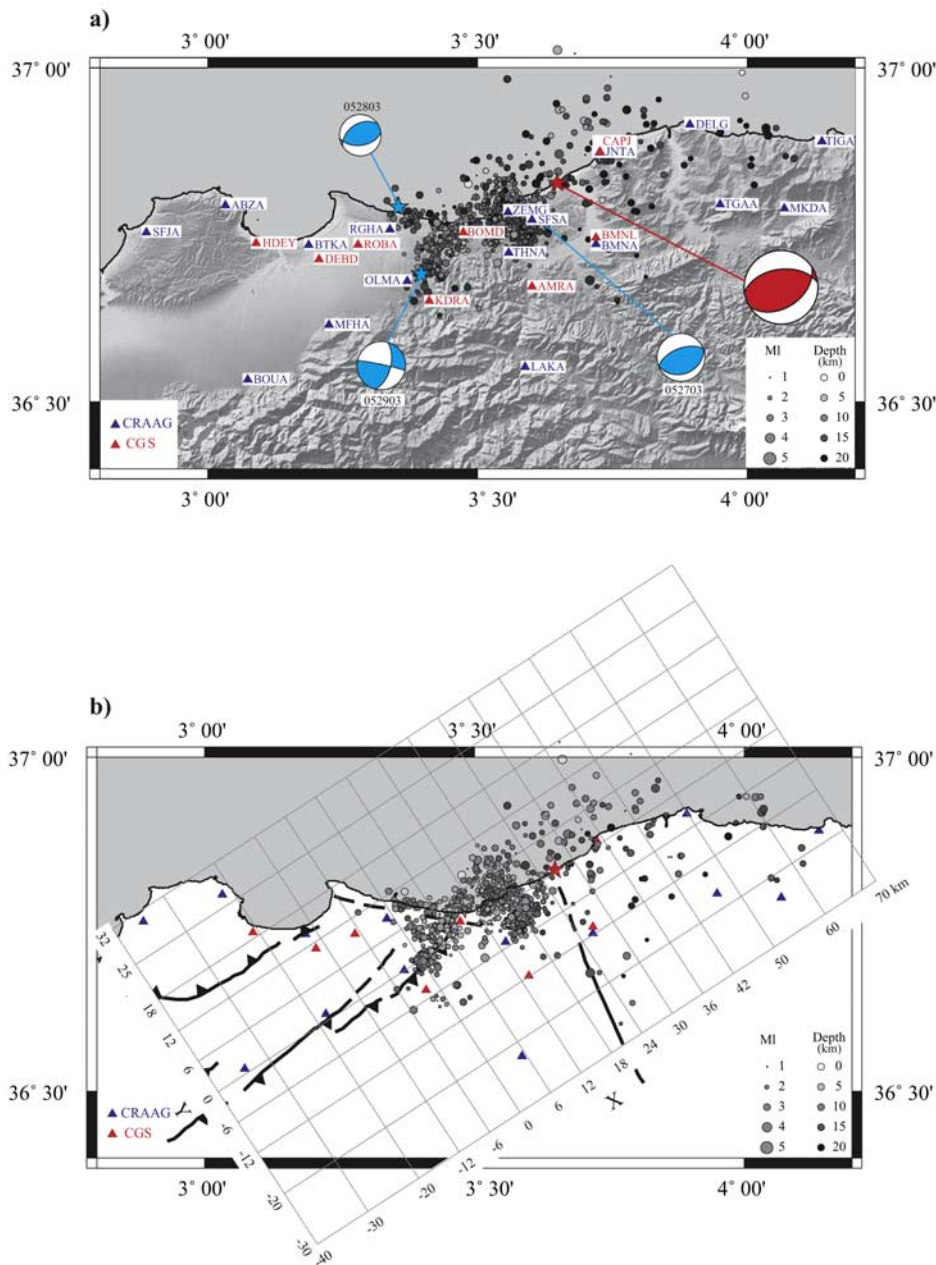 a)
3° 00' 3° 30' 4° 00'
37° 00' 37° 00'
052803
DELG
CAPJ
JNTA
TIGA
ABZA
ZEMG
TGAA
MKDA
SFSA
SFJA
RGHA
BOMD
BMNL
HDEY
BTKA
ROBA
BMNA
DEBD
THNA
OLMA
AMRA
KDRA
MFHA
LAKA
BOUA
052903
052703
Ml Depth
(km)
1 0
2 5
3 10
4 15
5 20
36° 30' 36° 30'
CRAAG
CGS
3° 00' 3° 30' 4° 00'
b)
3° 00' 3° 30' 4° 00'
37° 00' 37° 00'
70 km
60
50
42
36
30
24
18
12
6
0
-6
-12
-20
-30
-40
X
32
25
18
12
6
0
-6
-12
-20
-30
Y
Ml Depth
(km)
1 0
2 5
3 10
4 15
5 20
36° 30' 36° 30'
CRAAG
CGS
3° 00' 3° 30' 4° 00'